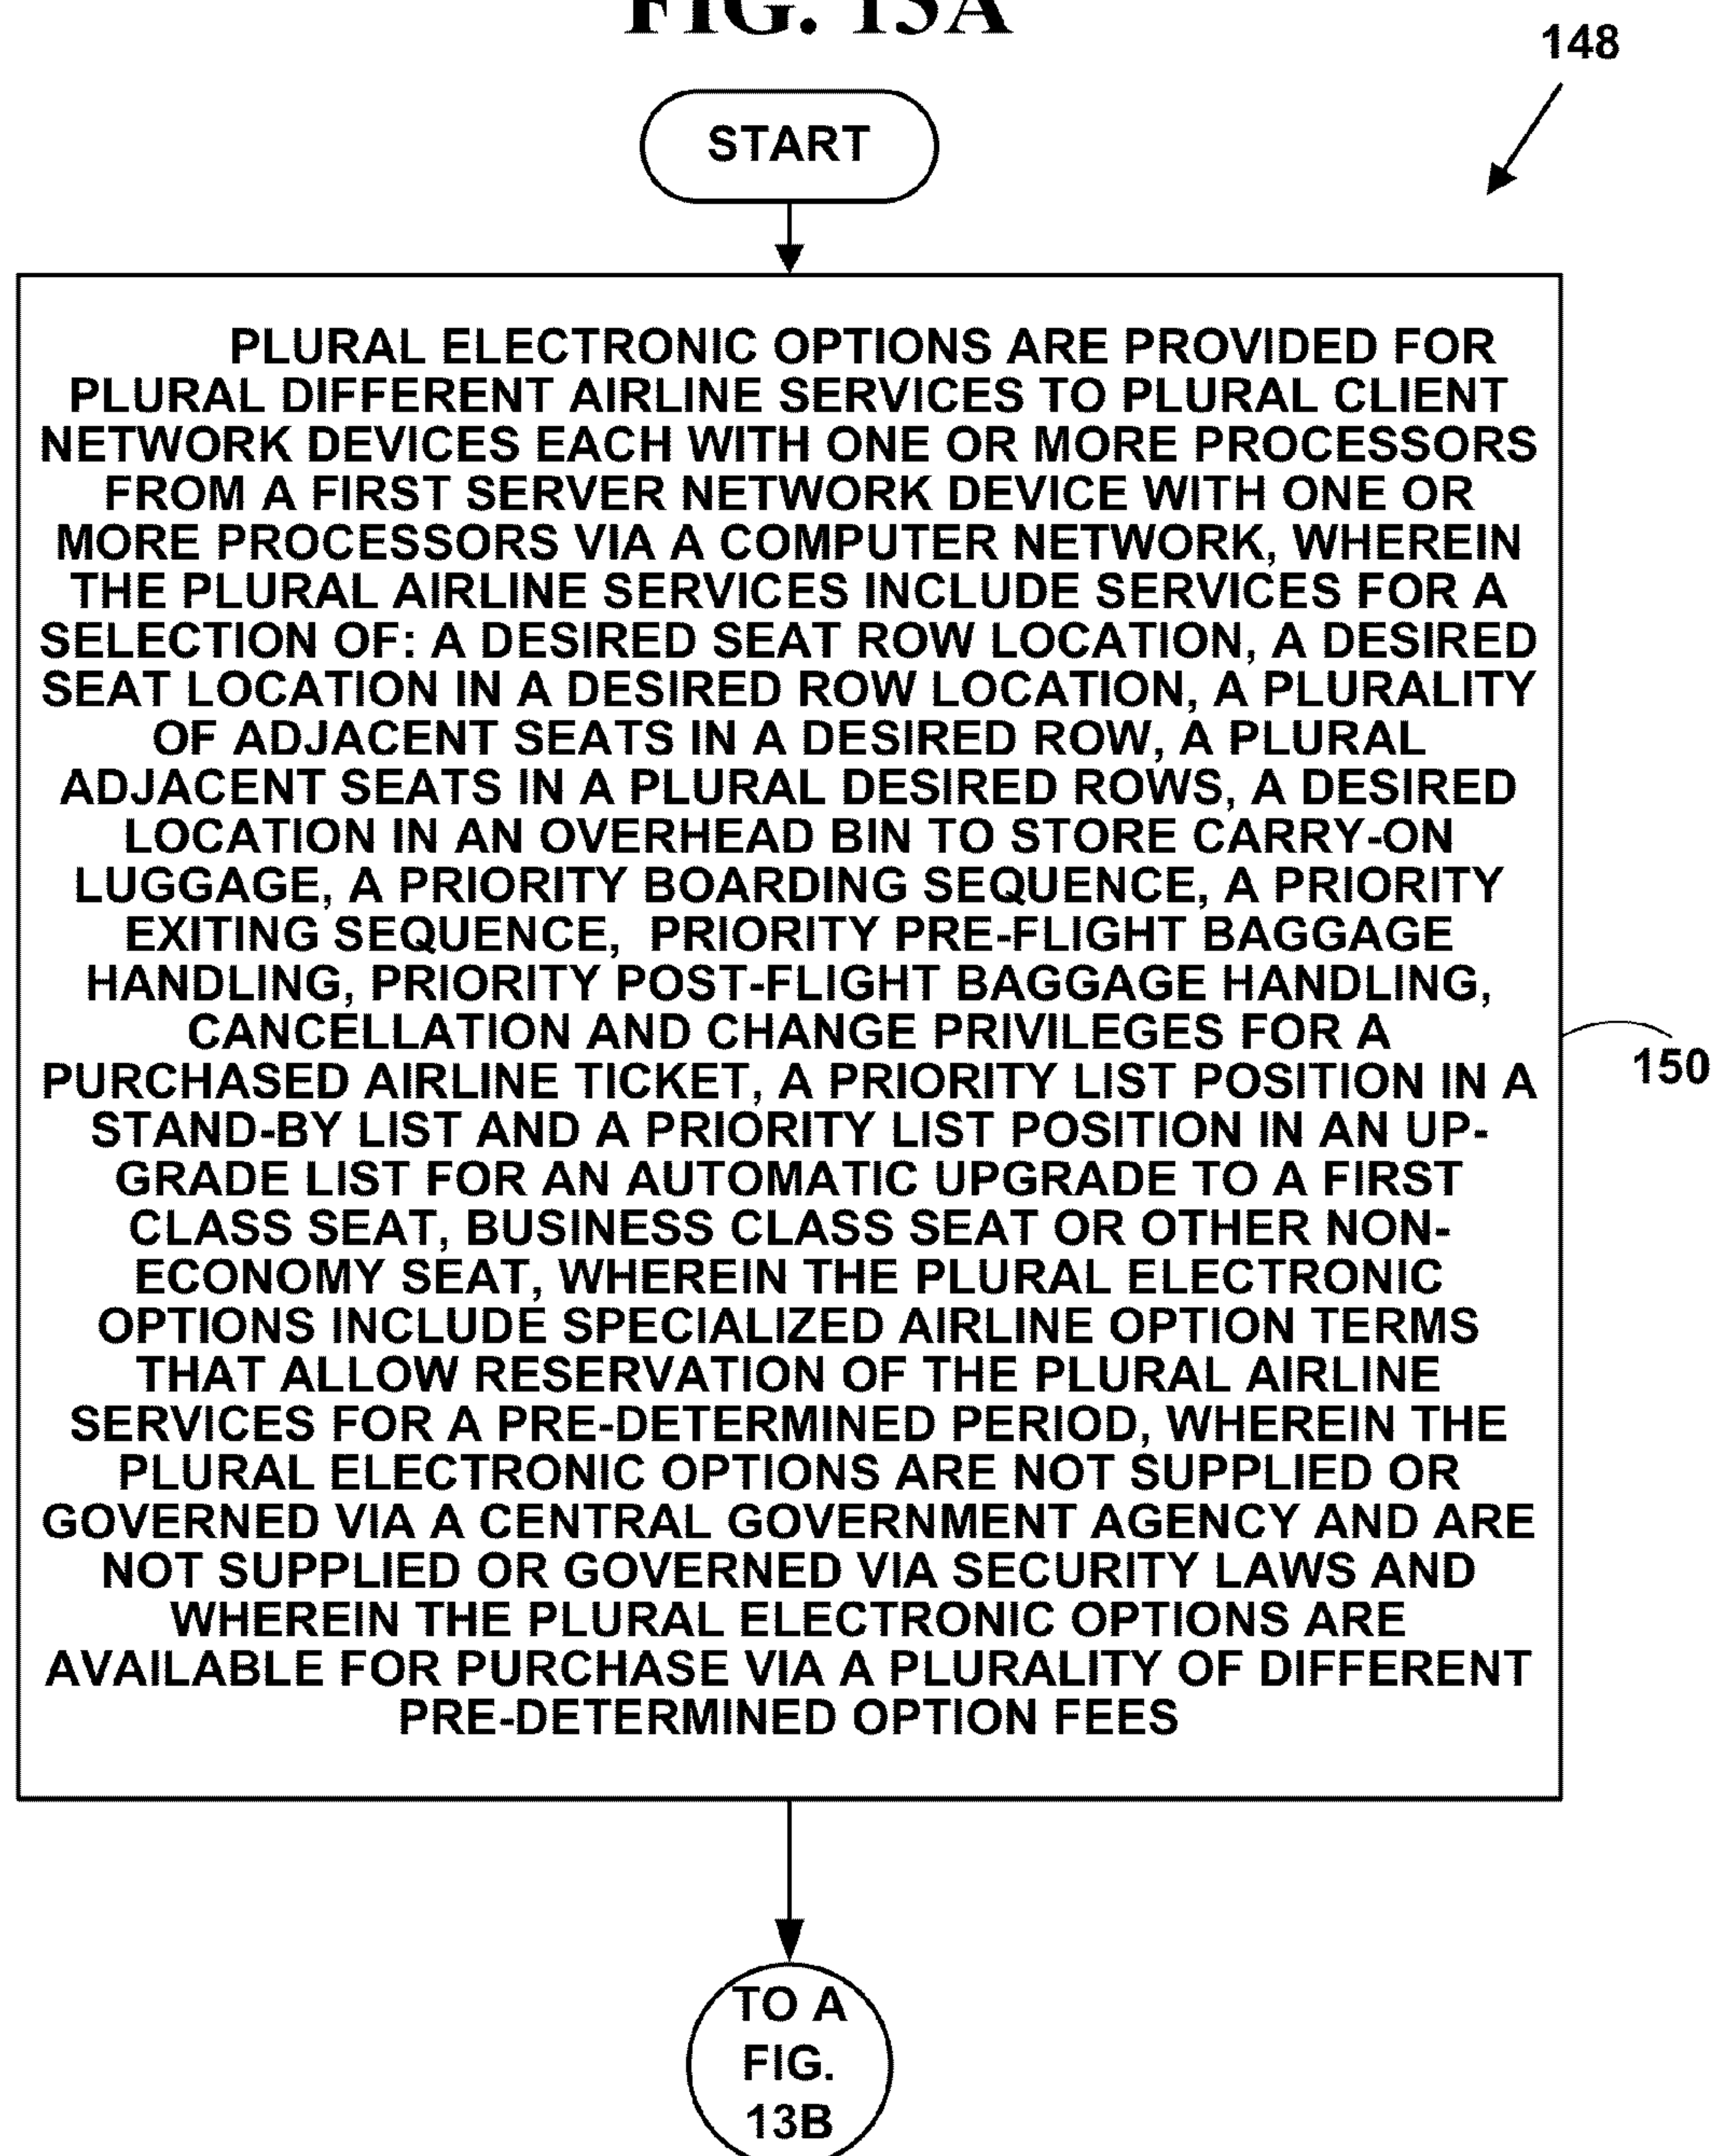 FIG. 13A
148
START
PLURAL ELECTRONIC OPTIONS ARE PROVIDED FOR
PLURAL DIFFERENT AIRLINE SERVICES TO PLURAL CLIENT
NETWORK DEVICES EACH WITH ONE OR MORE PROCESSORS
FROM A FIRST SERVER NETWORK DEVICE WITH ONE OR
MORE PROCESSORS VIA A COMPUTER NETWORK, WHEREIN
THE PLURAL AIRLINE SERVICES INCLUDE SERVICES FOR A
SELECTION OF: A DESIRED SEAT ROW LOCATION, A DESIRED
SEAT LOCATION IN A DESIRED ROW LOCATION, A PLURALITY
OF ADJACENT SEATS IN A DESIRED ROW, A PLURAL
ADJACENT SEATS IN A PLURAL DESIRED ROWS, A DESIRED
LOCATION IN AN OVERHEAD BIN TO STORE CARRY-ON
LUGGAGE, A PRIORITY BOARDING SEQUENCE, A PRIORITY
EXITING SEQUENCE, PRIORITY PRE-FLIGHT BAGGAGE
HANDLING, PRIORITY POST-FLIGHT BAGGAGE HANDLING,
CANCELLATION AND CHANGE PRIVILEGES FOR A
PURCHASED AIRLINE TICKET, A PRIORITY LIST POSITION IN A
STAND-BY LIST AND A PRIORITY LIST POSITION IN AN UP-
GRADE LIST FOR AN AUTOMATIC UPGRADE TO A FIRST
CLASS SEAT, BUSINESS CLASS SEAT OR OTHER NON-
ECONOMY SEAT, WHEREIN THE PLURAL ELECTRONIC
OPTIONS INCLUDE SPECIALIZED AIRLINE OPTION TERMS
THAT ALLOW RESERVATION OF THE PLURAL AIRLINE
SERVICES FOR A PRE-DETERMINED PERIOD, WHEREIN THE
PLURAL ELECTRONIC OPTIONS ARE NOT SUPPLIED OR
GOVERNED VIA A CENTRAL GOVERNMENT AGENCY AND ARE
NOT SUPPLIED OR GOVERNED VIA SECURITY LAWS AND
WHEREIN THE PLURAL ELECTRONIC OPTIONS ARE
AVAILABLE FOR PURCHASE VIA A PLURALITY OF DIFFERENT
PRE-DETERMINED OPTION FEES
150
TO A
FIG.
13B